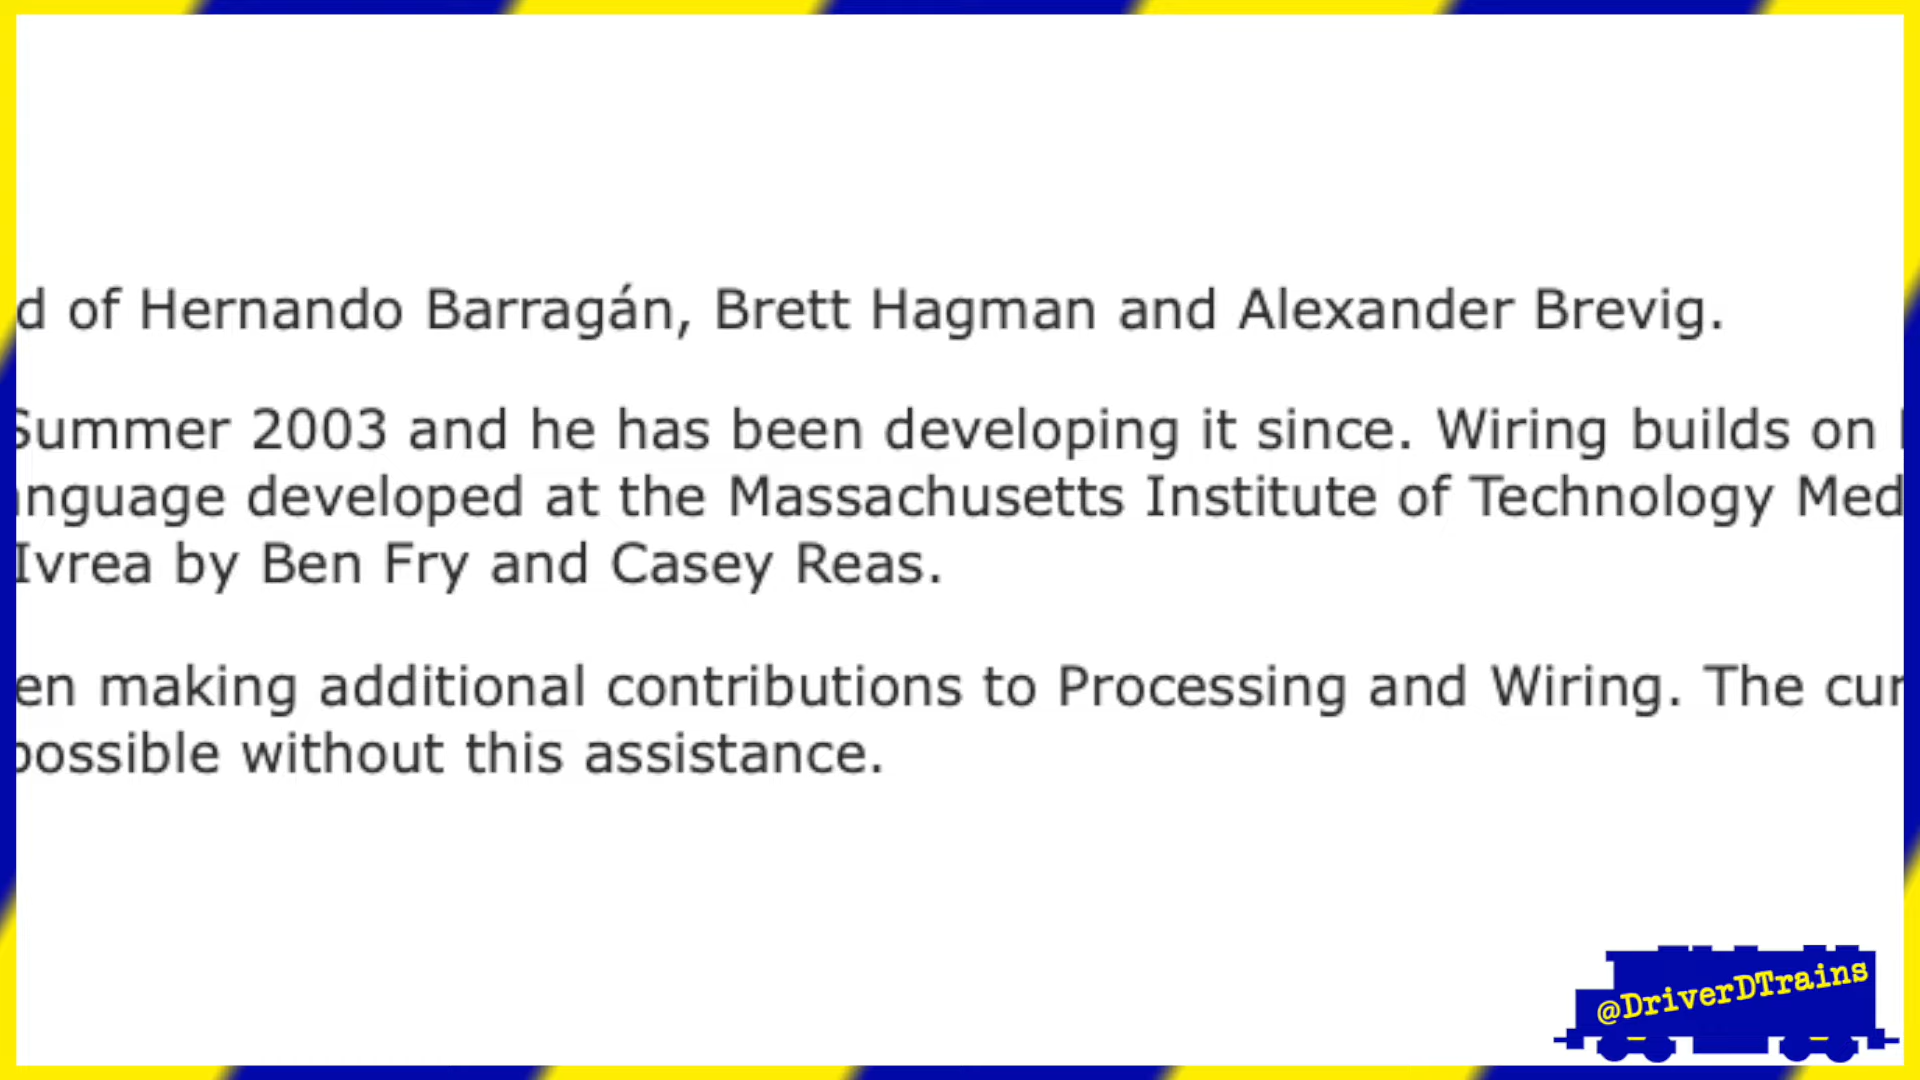 d of Hernando Barragán, Brett Hagman and Alexander Brevig.
Summer 2003 and he has been developing it since. Wiring builds on
anguage developed at the Massachusetts Institute of Technology Med
Ivrea by Ben Fry and Casey Reas.
en making additional contributions to Processing and Wiring. The cur
possible without this assistance.
@DriverDTrains